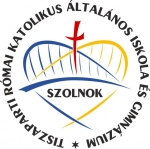 TISZAPARTI RÓMAI KATOLIKUS ÁLTALÁNOS ISKOLA ÉS GIMNÁZIUM
SZOLNOK